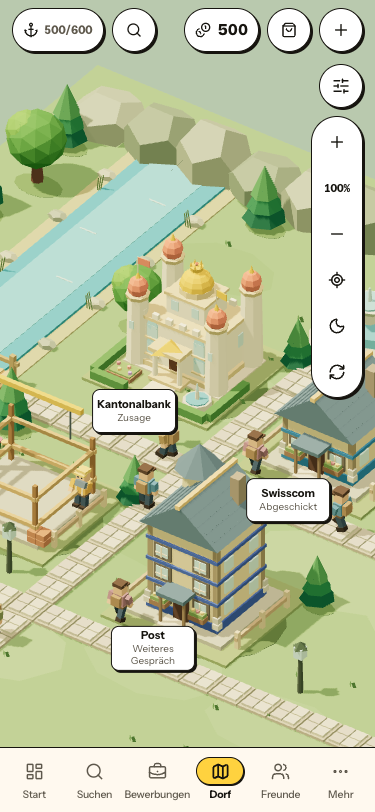 500/600
500
100%
Kantonalbank
Zusage
Swisscom
Abgeschickt
Post
Weiteres
Gespräch
Start
Suchen
Bewerbungen
Dorf
Freunde
Mehr